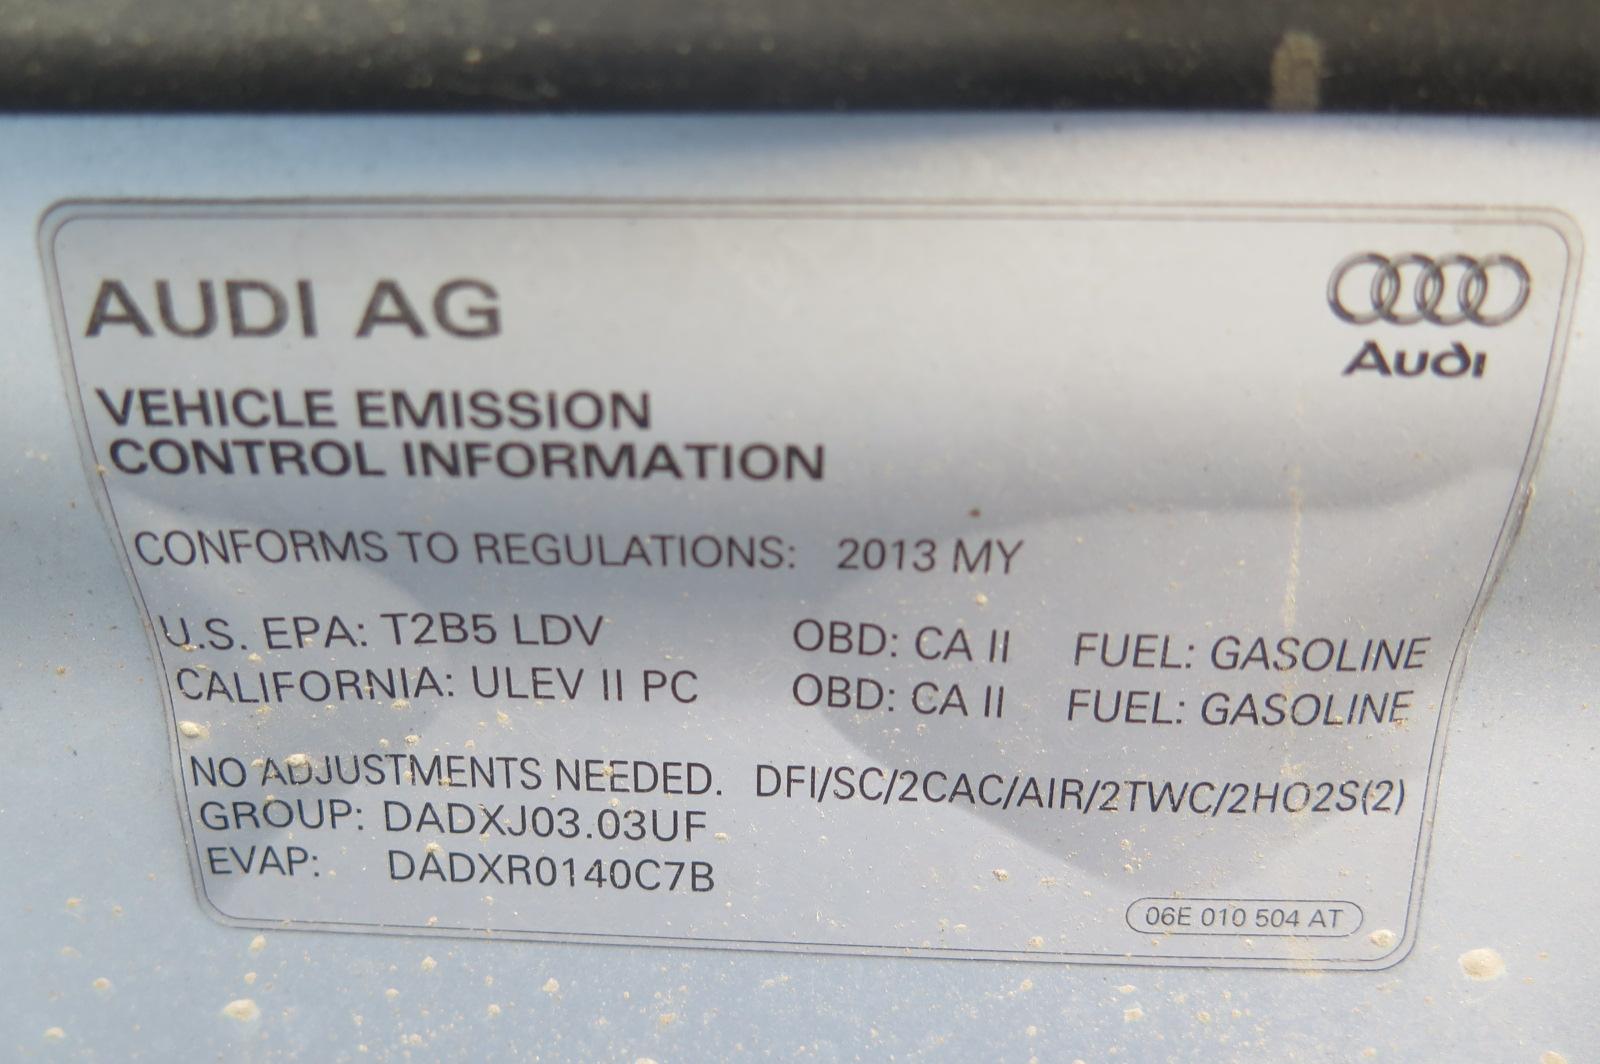 AUDI AG
Audi
VEHICLE EMISSION
CONTROL INFORMATION
CONFORMS TO REGULATIONS: 2013 MY
U.S. EPA: T2B5 LDV OBD: CA II FUEL: GASOLINE
CALIFORNIA: ULEV II PC OBD: CA II FUEL: GASOLINE
NO ADJUSTMENTS NEEDED. DFI/SC/2CAC/AIR/2TWC/2HO2S(2)
GROUP: DADXJ03.03UF
EVAP: DADXR0140C7B
06E 010 504 AT